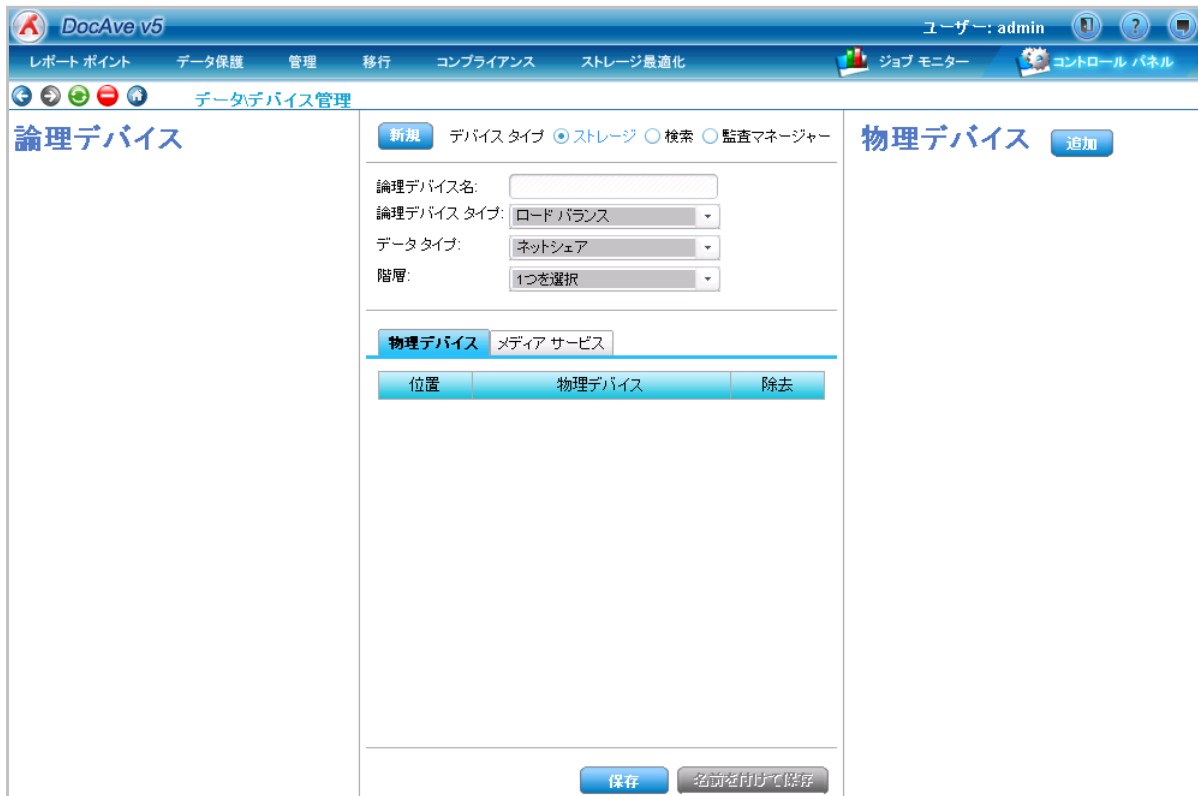 DocAve v5
ユーザー: admin
レポート ポイント データ保護 管理 移行 コンプライアンス ストレージ最適化 ジョブ モニター コントロール パネル
データ\デバイス管理
論理デバイス
新規 デバイス タイプ ストレージ 検索 監査マネージャー
論理デバイス名:
論理デバイス タイプ: ロード バランス
データ タイプ: ネットシェア
階層: 1つを選択
物理デバイス メディア サービス
位置 物理デバイス 除去
保存 名前を付けて保存
物理デバイス 追加